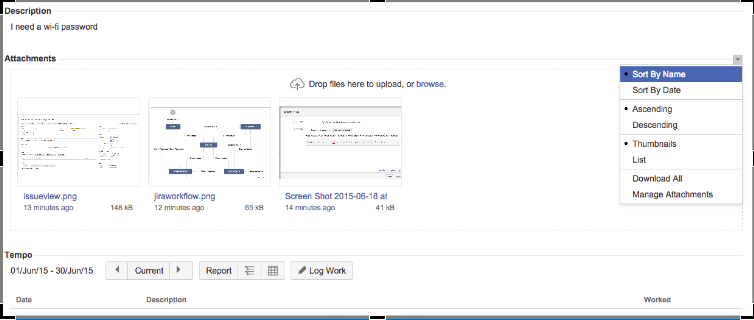 Description
I need a wi-fi password
Attachments
Drop files here to upload, or browse.
Sort By Name
Sort By Date
Ascending
Descending
Thumbnails
List
Download All
Manage Attachments
issueview.png
13 minutes ago 148 kB
jiraworkflow.png
12 minutes ago 65 kB
Screen Shot 2015-06-18 at
14 minutes ago 41 kB
Tempo
01/Jun/15 - 30/Jun/15 Current Report Log Work
Date Description Worked